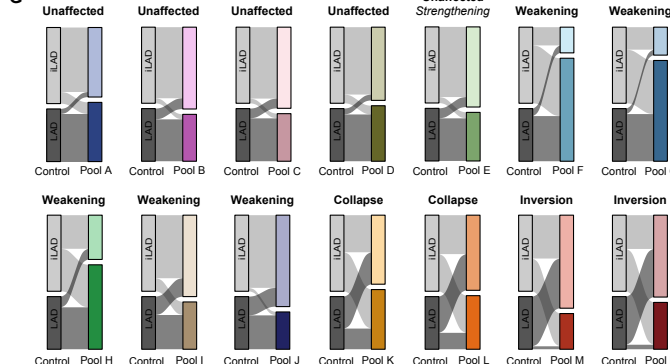 Unaffected Unaffected Unaffected Unaffected Strengthening Weakening Weakening
iLAD iLAD iLAD iLAD iLAD iLAD iLAD
LAD LAD LAD LAD LAD LAD LAD
Control Pool A Control Pool B Control Pool C Control Pool D Control Pool E Control Pool F Control Pool
Weakening Weakening Weakening Collapse Collapse Inversion Inversion
iLAD iLAD iLAD iLAD iLAD iLAD iLAD
LAD LAD LAD LAD LAD LAD LAD
Control Pool H Control Pool I Control Pool J Control Pool K Control Pool L Control Pool M Control Pool